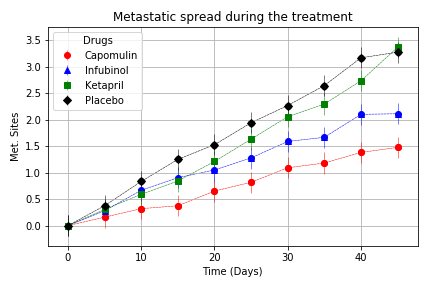 Metastatic spread during the treatment
Drugs
Capomulin
Infubinol
Ketapril
Placebo
Met. Sites
3.5
3.0
2.5
2.0
1.5
1.0
0.5
0.0
0
10
20
30
40
Time (Days)